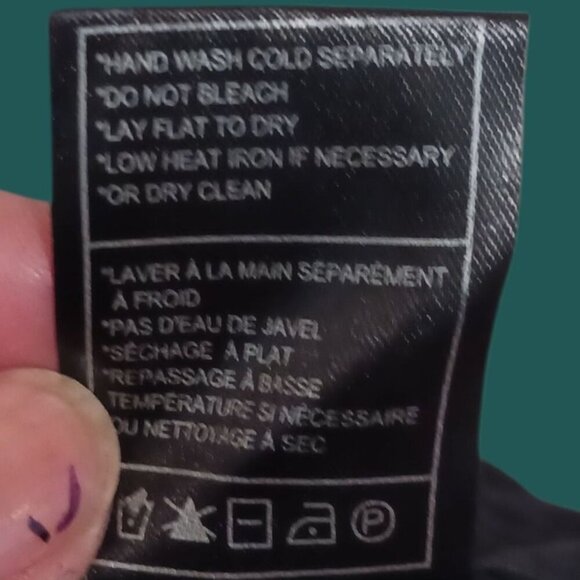 *HAND WASH COLD SEPARATELY
*DO NOT BLEACH
*LAY FLAT TO DRY
*LOW HEAT IRON IF NECESSARY
*OR DRY CLEAN
*LAVER À LA MAIN SÉPARÉMENT
À FROID
*PAS D'EAU DE JAVEL
*SÉCHAGE À PLAT
*REPASSAGE À BASSE
TEMPÉRATURE SI NÉCESSAIRE
OU NETTOYAGE À SEC
P